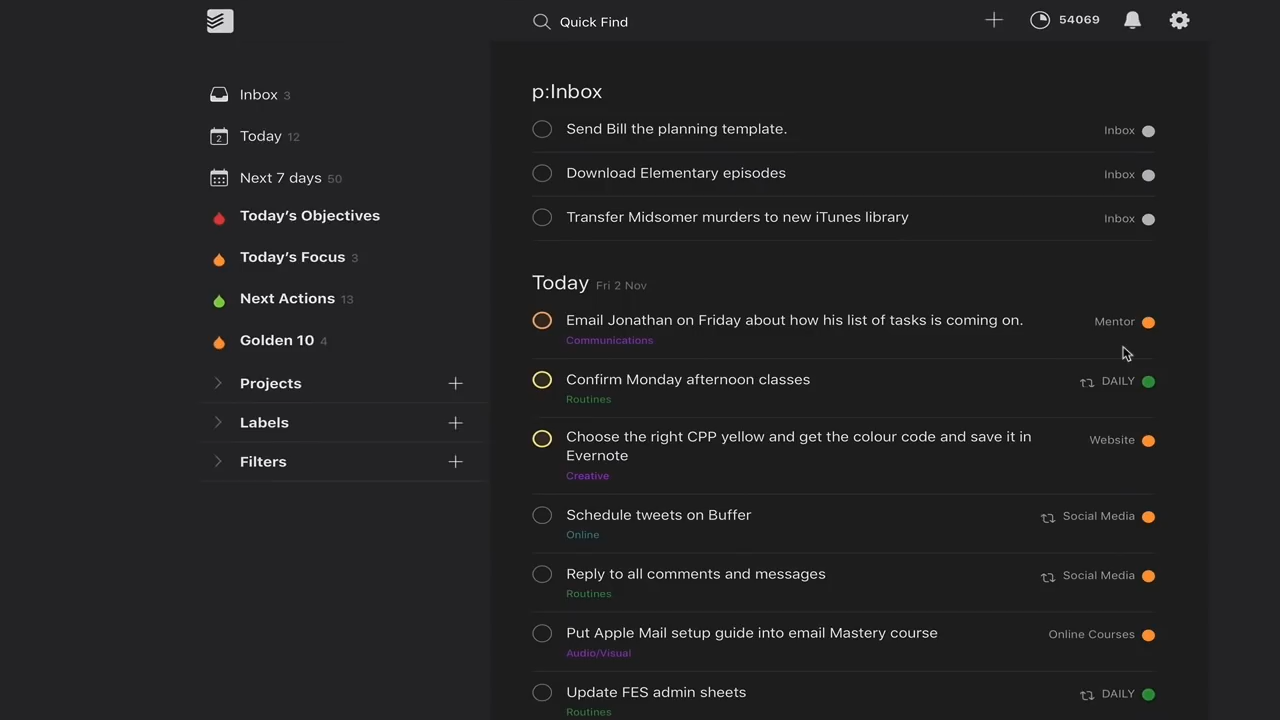 Quick Find
54069
Inbox 3
2
Today 12
Next 7 days 50
Today's Objectives
Today's Focus 3
Next Actions 13
Golden 10 4
Projects
Labels
Filters
p:Inbox
Send Bill the planning template.
Inbox
Download Elementary episodes
Inbox
Transfer Midsomer murders to new iTunes library
Inbox
Today Fri 2 Nov
Email Jonathan on Friday about how his list of tasks is coming on.
Mentor
Communications
Confirm Monday afternoon classes
DAILY
Routines
Choose the right CPP yellow and get the colour code and save it in
Evernote
Website
Creative
Schedule tweets on Buffer
Social Media
Online
Reply to all comments and messages
Social Media
Routines
Put Apple Mail setup guide into email Mastery course
Online Courses
Audio/Visual
Update FES admin sheets
DAILY
Routines